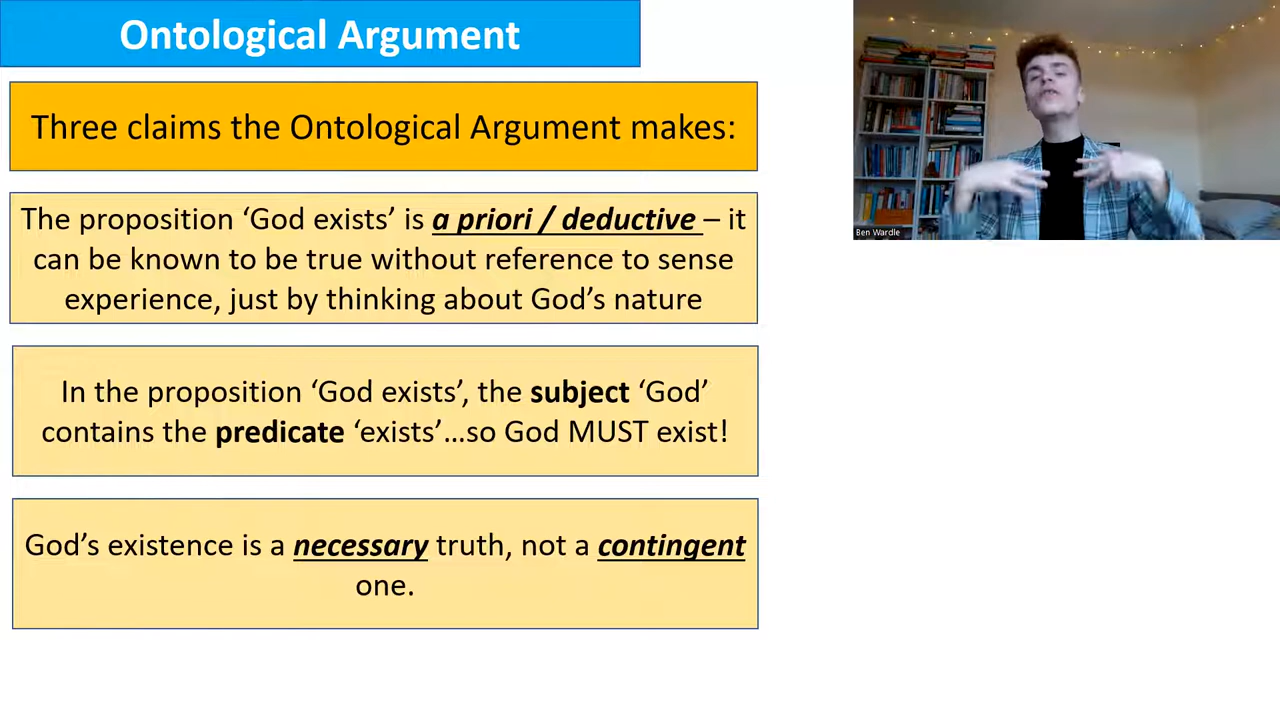 Ontological Argument
Three claims the Ontological Argument makes:
The proposition ‘God exists’ is a priori / deductive – it
can be known to be true without reference to sense
experience, just by thinking about God’s nature
In the proposition ‘God exists’, the subject ‘God’
contains the predicate ‘exists’…so God MUST exist!
God’s existence is a necessary truth, not a contingent
one.
Ben Wardle